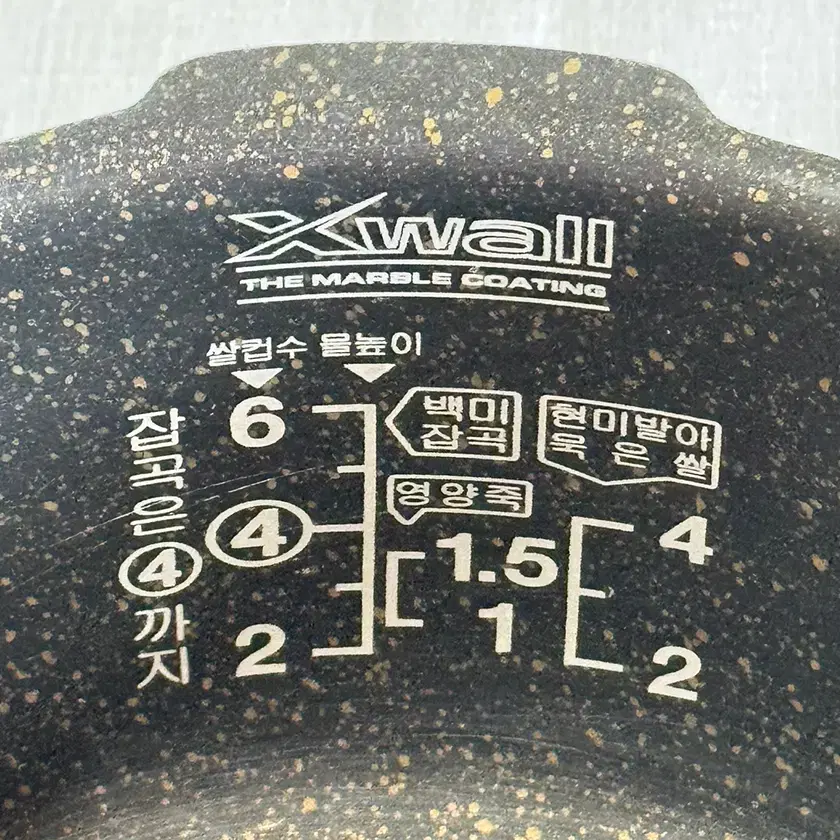 Xwall
THE MARBLE COATING
쌀컵수 물높이
잡곡은④까지
6
④
2
백미
잡곡
영양죽
1.5
1
현미발아
묵은쌀
4
2